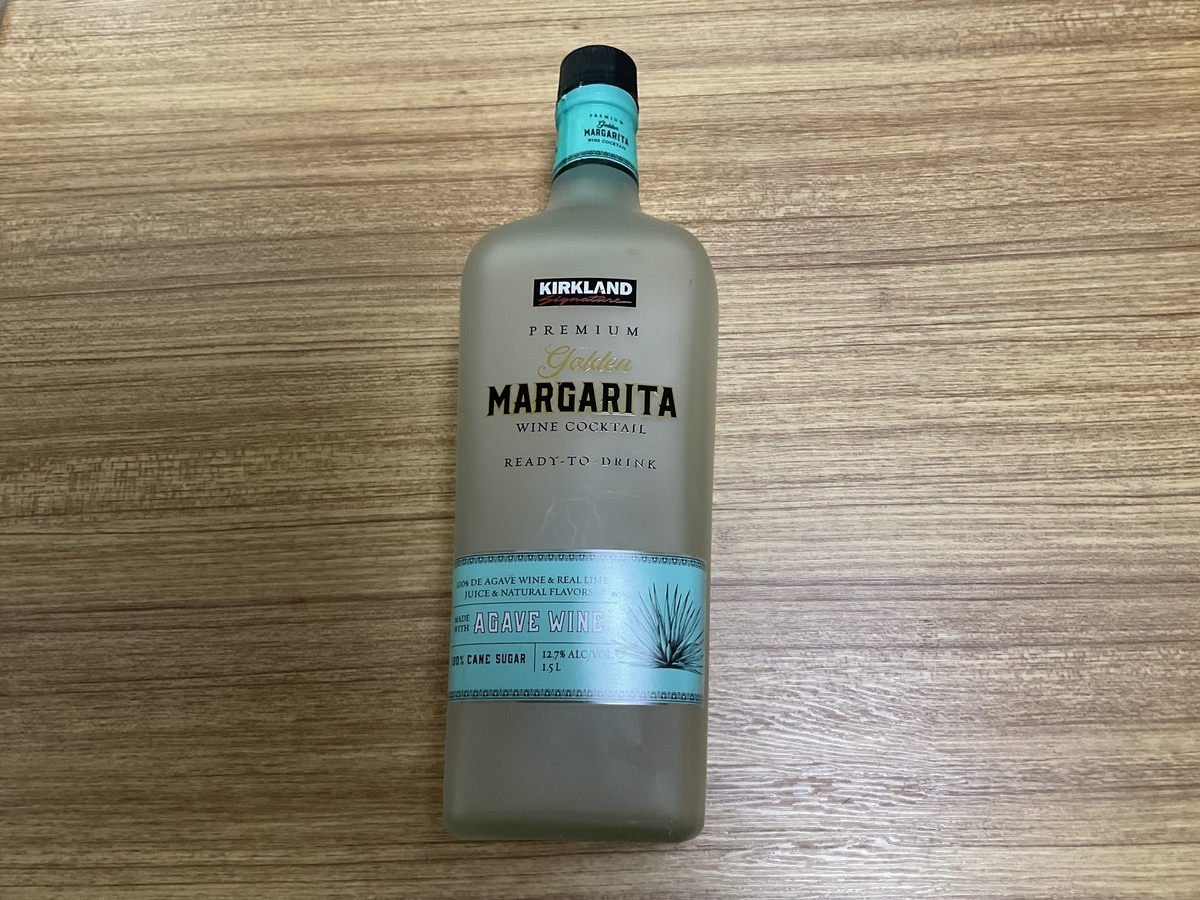 PREMIUM
Golden
MARGARITA
WINE COCKTAIL
KIRKLAND
Signature
PREMIUM
Golden
MARGARITA
WINE COCKTAIL
READY-TO-DRINK
100% DE AGAVE WINE & REAL LIME
JUICE & NATURAL FLAVORS
MADE
WITH
AGAVE WINE
100% CANE SUGAR
12.7% ALC/VOL
1.5 L